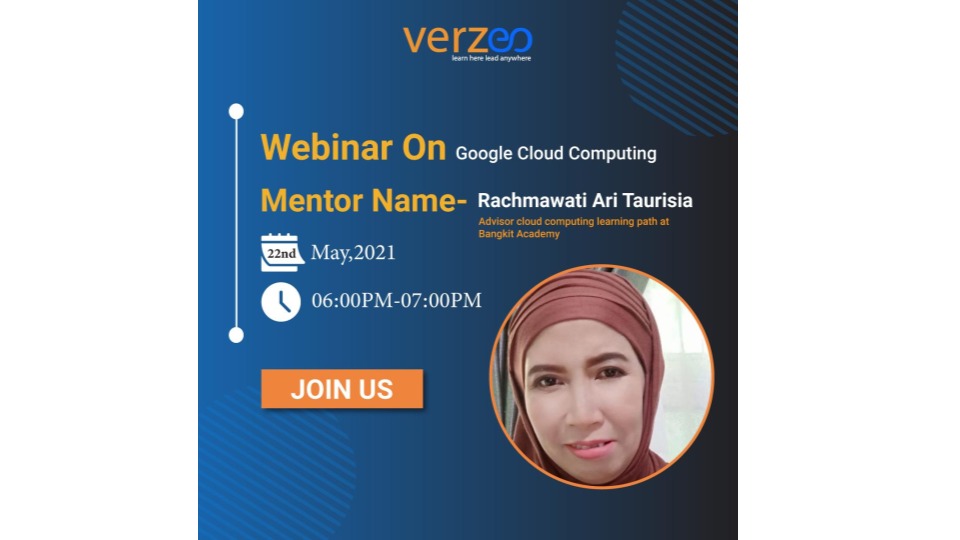 verzeo
learn here lead anywhere
Webinar On Google Cloud Computing
Mentor Name- Rachmawati Ari Taurisia
Advisor cloud computing learning path at
Bangkit Academy
22nd May,2021
06:00PM-07:00PM
JOIN US